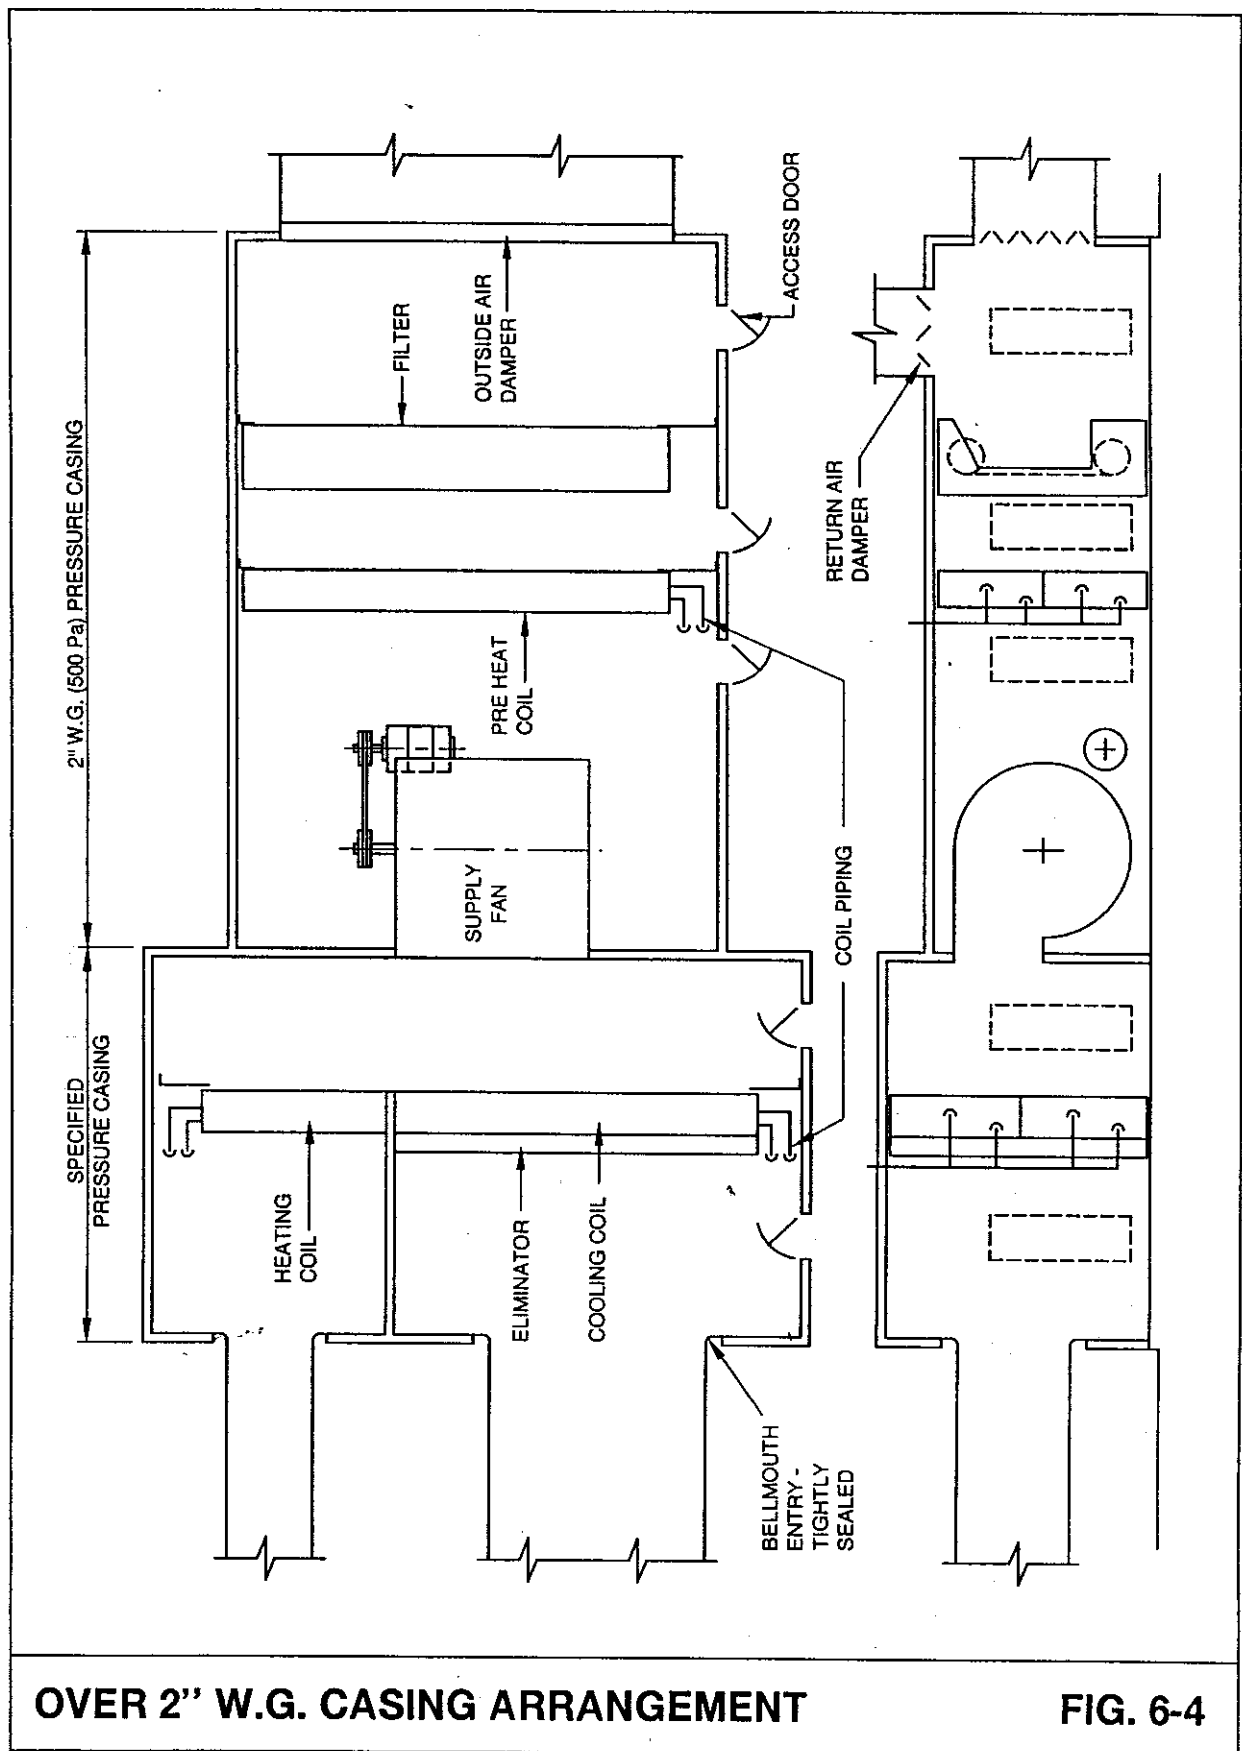 2" W.G. (500 Pa) PRESSURE CASING
SPECIFIED
PRESSURE CASING
FILTER
OUTSIDE AIR
DAMPER
ACCESS DOOR
PRE HEAT
COIL
RETURN AIR
DAMPER
SUPPLY
FAN
COIL PIPING
HEATING
COIL
ELIMINATOR
COOLING COIL
BELLMOUTH
ENTRY -
TIGHTLY
SEALED
OVER 2'' W.G. CASING ARRANGEMENT
FIG. 6-4